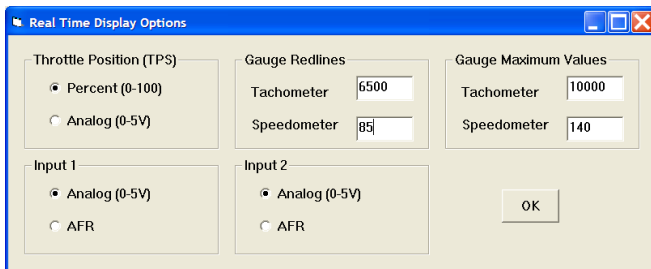 Real Time Display Options
Throttle Position (TPS)
Percent (0-100)
Analog (0-5V)
Gauge Redlines
Tachometer 6500
Speedometer 85
Gauge Maximum Values
Tachometer 10000
Speedometer 140
Input 1
Analog (0-5V)
AFR
Input 2
Analog (0-5V)
AFR
OK